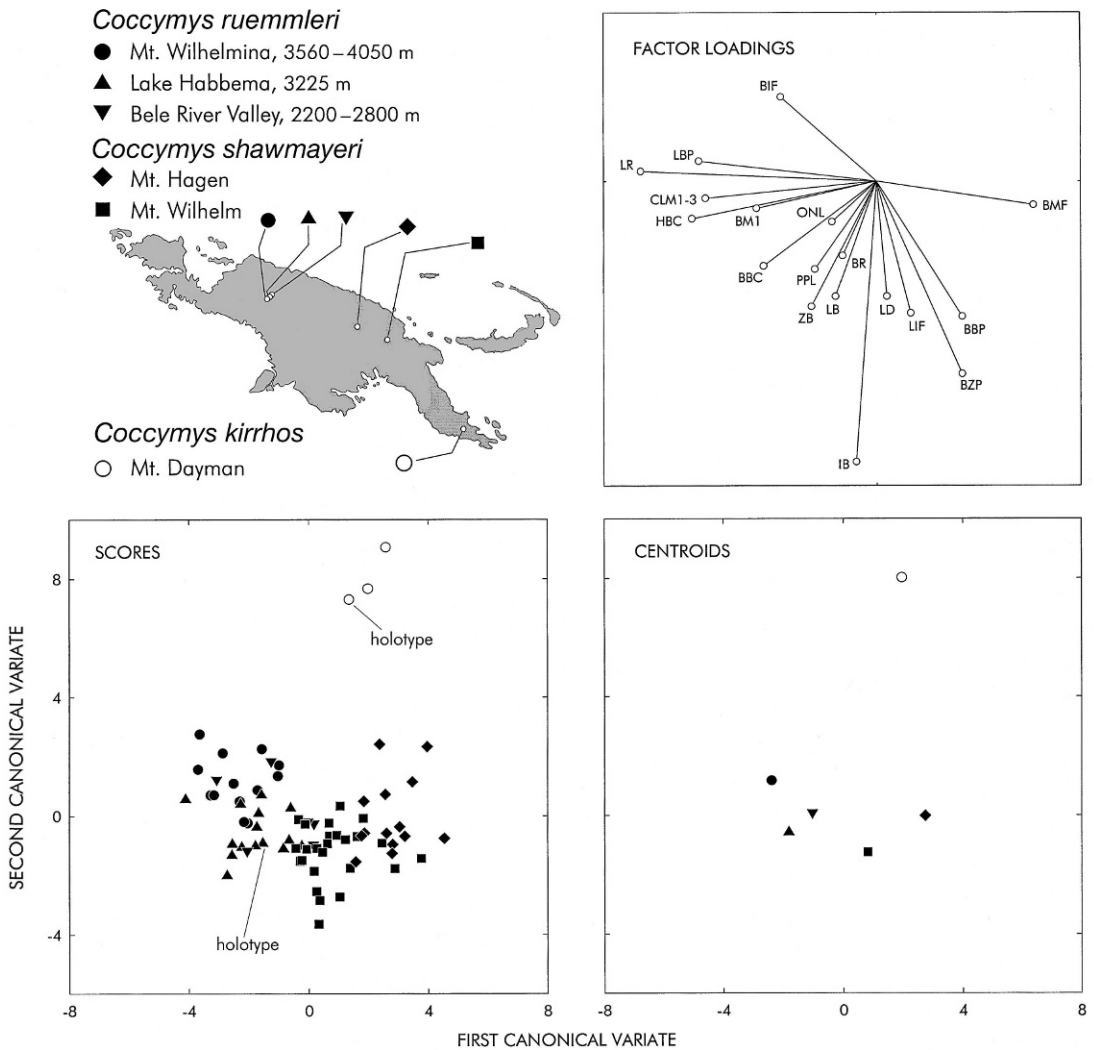 Coccymys ruemmleri
Mt. Wilhelmina, 3560–4050 m
Lake Habbema, 3225 m
Bele River Valley, 2200–2800 m
Coccymys shawmayeri
Mt. Hagen
Mt. Wilhelm
Coccymys kirrhos
Mt. Dayman
FACTOR LOADINGS
BIF
LBP
LR
CLM1-3
HBC
BM1
ONL
BMF
BBC
PPL
BR
ZB
LB
LD
LIF
BBP
BZP
IB
SCORES
holotype
holotype
8
4
0
-4
-8
-4
0
4
8
SECOND CANONICAL VARIATE
CENTROIDS
-8
-4
0
4
8
FIRST CANONICAL VARIATE